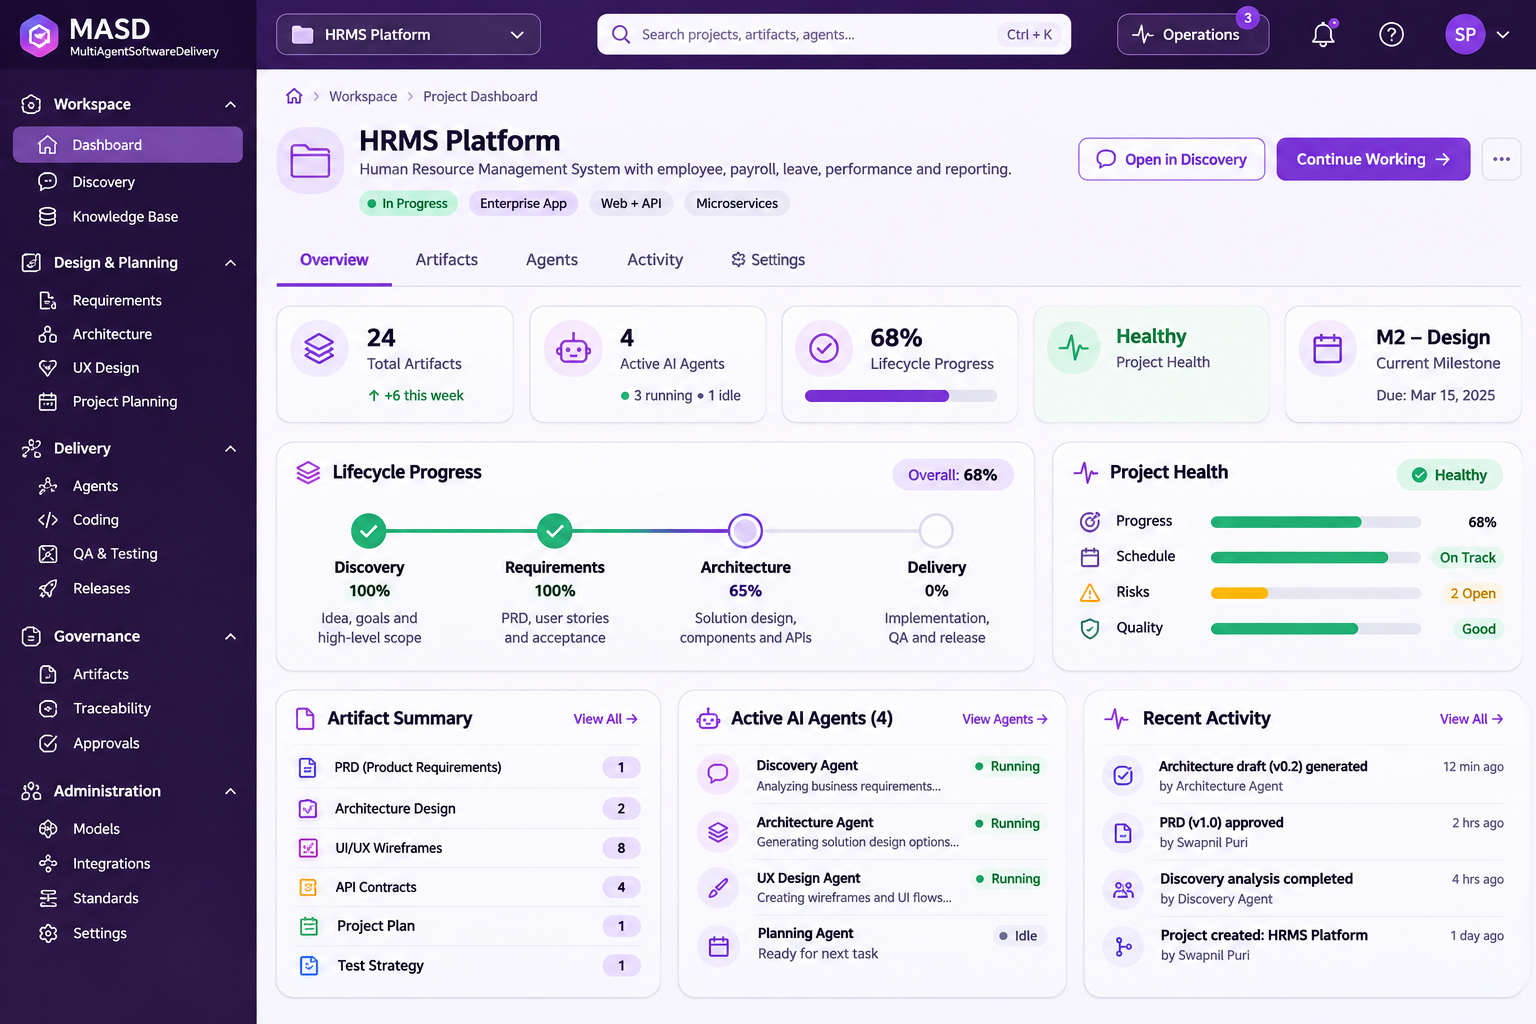 MASD
MultiAgentSoftwareDelivery
HRMS Platform
Search projects, artifacts, agents...
Ctrl + K
Operations
3
SP
Workspace
Dashboard
Discovery
Knowledge Base
Design & Planning
Requirements
Architecture
UX Design
Project Planning
Delivery
Agents
Coding
QA & Testing
Releases
Governance
Artifacts
Traceability
Approvals
Administration
Models
Integrations
Standards
Settings
Workspace
Project Dashboard
HRMS Platform
Human Resource Management System with employee, payroll, leave, performance and reporting.
In Progress
Enterprise App
Web + API
Microservices
Open in Discovery
Continue Working →
Overview
Artifacts
Agents
Activity
Settings
24
Total Artifacts
↑ +6 this week
4
Active AI Agents
3 running • 1 idle
68%
Lifecycle Progress
Healthy
Project Health
M2 – Design
Current Milestone
Due: Mar 15, 2025
Lifecycle Progress
Overall: 68%
Discovery
100%
Idea, goals and
high-level scope
Requirements
100%
PRD, user stories
and acceptance
Architecture
65%
Solution design,
components and APIs
Delivery
0%
Implementation,
QA and release
Project Health
Healthy
Progress
68%
Schedule
On Track
Risks
2 Open
Quality
Good
Artifact Summary
View All →
PRD (Product Requirements)
1
Architecture Design
2
UI/UX Wireframes
8
API Contracts
4
Project Plan
1
Test Strategy
1
Active AI Agents (4)
View Agents →
Discovery Agent
Running
Analyzing business requirements...
Architecture Agent
Running
Generating solution design options...
UX Design Agent
Running
Creating wireframes and UI flows...
Planning Agent
Idle
Ready for next task
Recent Activity
View All →
Architecture draft (v0.2) generated
12 min ago
by Architecture Agent
PRD (v1.0) approved
2 hrs ago
by Swapnil Puri
Discovery analysis completed
4 hrs ago
by Discovery Agent
Project created: HRMS Platform
1 day ago
by Swapnil Puri